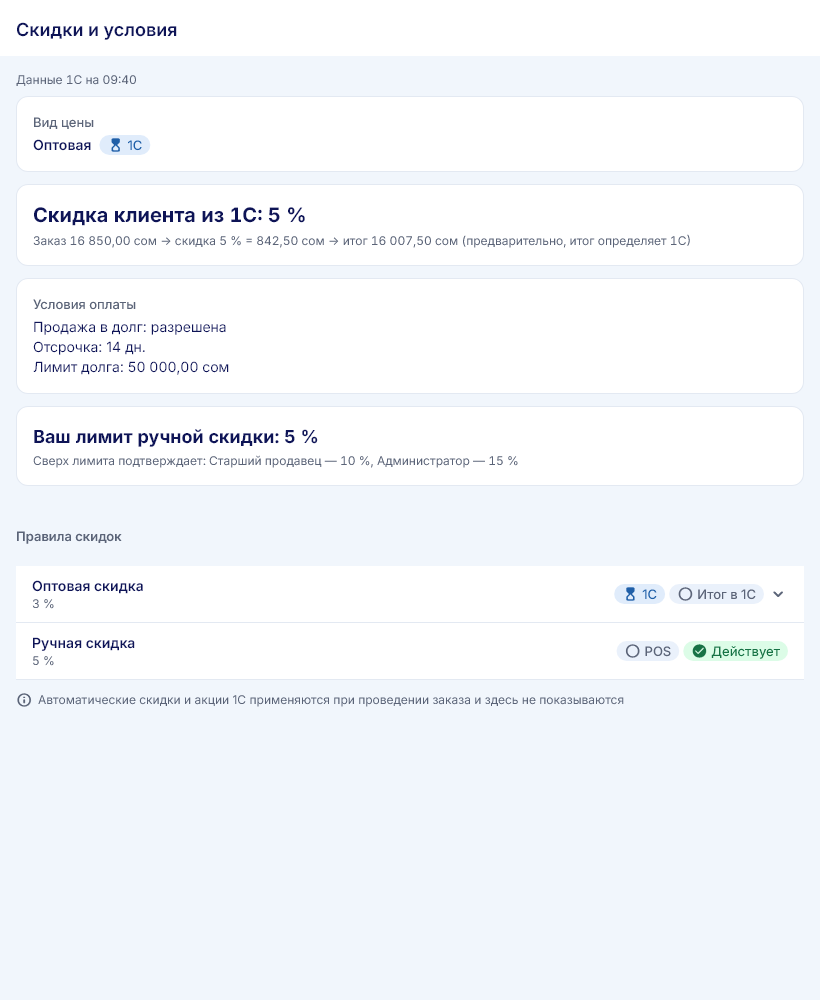 Скидки и условия
Данные 1С на 09:40
Вид цены
Оптовая 1С
Скидка клиента из 1С: 5 %
Заказ 16 850,00 сом → скидка 5 % = 842,50 сом → итог 16 007,50 сом (предварительно, итог определяет 1С)
Условия оплаты
Продажа в долг: разрешена
Отсрочка: 14 дн.
Лимит долга: 50 000,00 сом
Ваш лимит ручной скидки: 5 %
Сверх лимита подтверждает: Старший продавец — 10 %, Администратор — 15 %
Правила скидок
Оптовая скидка
3 %
1С Итог в 1С
Ручная скидка
5 %
POS Действует
Автоматические скидки и акции 1С применяются при проведении заказа и здесь не показываются